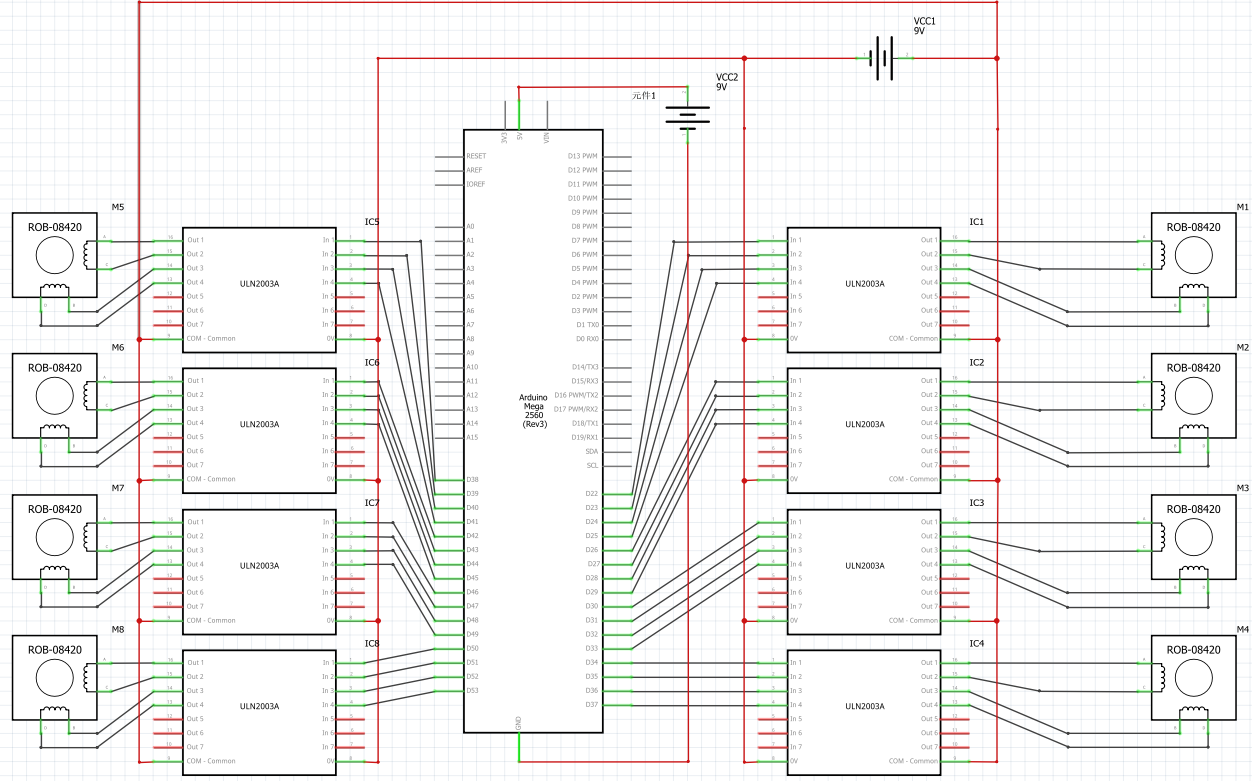 VCC1
9V
VCC2
9V
元件1
3V3
5V
VIN
RESET
AREF
IOREF
A0
A1
A2
A3
A4
A5
A6
A7
A8
A9
A10
A11
A12
A13
A14
A15
D38
D39
D40
D41
D42
D43
D44
D45
D46
D47
D48
D49
D50
D51
D52
D53
Arduino
Mega
2560
(Rev3)
GND
D13 PWM
D12 PWM
D11 PWM
D10 PWM
D9 PWM
D8 PWM
D7 PWM
D6 PWM
D5 PWM
D4 PWM
D3 PWM
D2 PWM
D1 TX0
D0 RX0
D14/TX3
D15/RX3
D16 PWM/TX2
D17 PWM/RX2
D18/TX1
D19/RX1
SDA
SCL
D22
D23
D24
D25
D26
D27
D28
D29
D30
D31
D32
D33
D34
D35
D36
D37
M5
ROB-08420
IC5
Out 1 In 1
Out 2 In 2
Out 3 In 3
Out 4 In 4
Out 5 In 5
Out 6 In 6
Out 7 In 7
COM - Common 0V
ULN2003A
M6
ROB-08420
IC6
Out 1 In 1
Out 2 In 2
Out 3 In 3
Out 4 In 4
Out 5 In 5
Out 6 In 6
Out 7 In 7
COM - Common 0V
ULN2003A
M7
ROB-08420
IC7
Out 1 In 1
Out 2 In 2
Out 3 In 3
Out 4 In 4
Out 5 In 5
Out 6 In 6
Out 7 In 7
COM - Common 0V
ULN2003A
M8
ROB-08420
IC8
Out 1 In 1
Out 2 In 2
Out 3 In 3
Out 4 In 4
Out 5 In 5
Out 6 In 6
Out 7 In 7
COM - Common 0V
ULN2003A
IC1
In 1 Out 1
In 2 Out 2
In 3 Out 3
In 4 Out 4
In 5 Out 5
In 6 Out 6
In 7 Out 7
0V COM - Common
ULN2003A
M1
ROB-08420
IC2
In 1 Out 1
In 2 Out 2
In 3 Out 3
In 4 Out 4
In 5 Out 5
In 6 Out 6
In 7 Out 7
0V COM - Common
ULN2003A
M2
ROB-08420
IC3
In 1 Out 1
In 2 Out 2
In 3 Out 3
In 4 Out 4
In 5 Out 5
In 6 Out 6
In 7 Out 7
0V COM - Common
ULN2003A
M3
ROB-08420
IC4
In 1 Out 1
In 2 Out 2
In 3 Out 3
In 4 Out 4
In 5 Out 5
In 6 Out 6
In 7 Out 7
0V COM - Common
ULN2003A
M4
ROB-08420